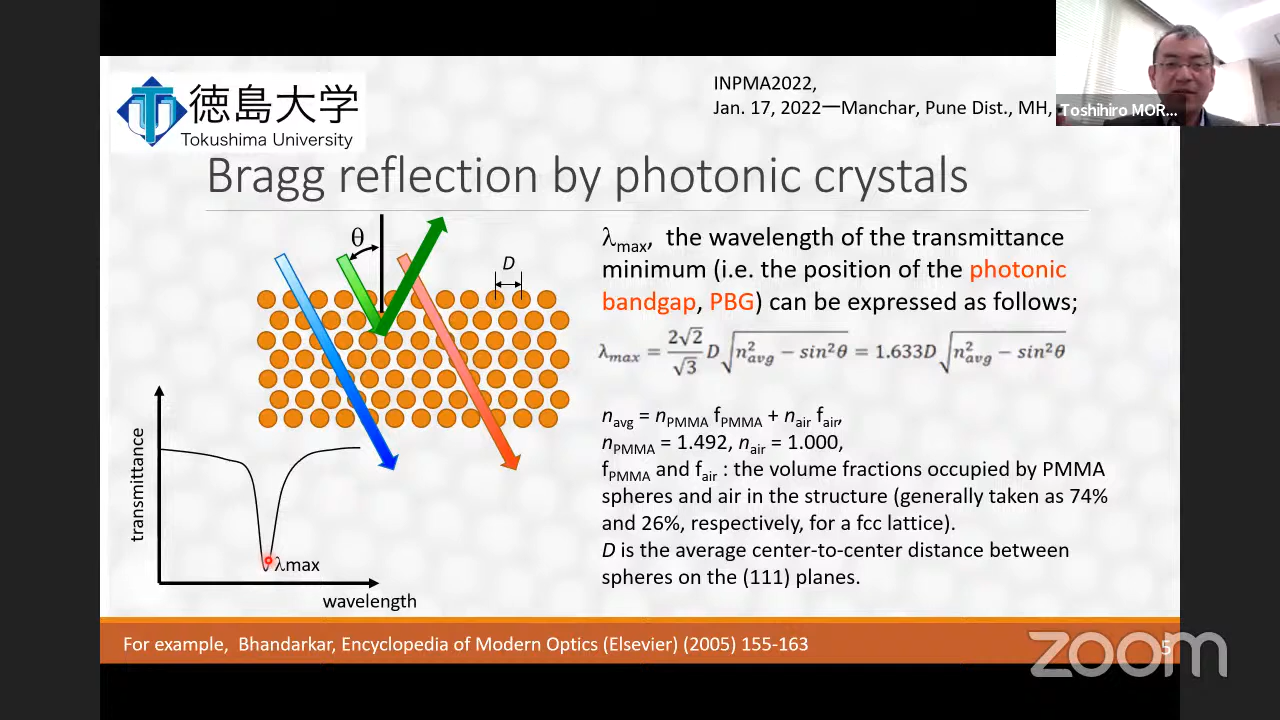 徳島大学
Tokushima University
INPMA2022,
Jan. 17, 2022—Manchar, Pune Dist., MH,
Toshihiro MOR...
Bragg reflection by photonic crystals
θ
D
λmax, the wavelength of the transmittance
minimum (i.e. the position of the photonic
bandgap, PBG) can be expressed as follows;
λmax = 2√2/√3 D√(n²avg − sin²θ) = 1.633D√(n²avg − sin²θ)
navg = nPMMA fPMMA + nair fair,
nPMMA = 1.492, nair = 1.000,
fPMMA and fair : the volume fractions occupied by PMMA
spheres and air in the structure (generally taken as 74%
and 26%, respectively, for a fcc lattice).
D is the average center-to-center distance between
spheres on the (111) planes.
transmittance
λmax
wavelength
For example, Bhandarkar, Encyclopedia of Modern Optics (Elsevier) (2005) 155-163
5
zoom